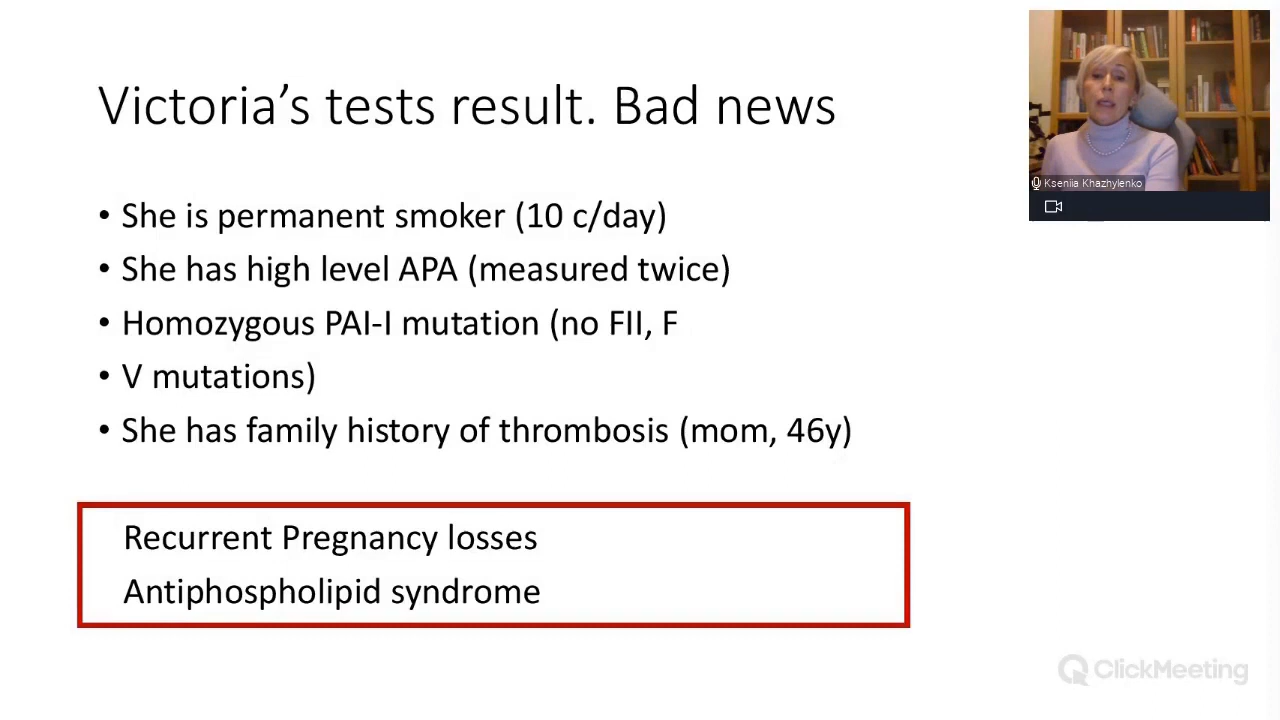 Victoria's tests result. Bad news
• She is permanent smoker (10 c/day)
• She has high level APA (measured twice)
• Homozygous PAI-I mutation (no FII, F
• V mutations)
• She has family history of thrombosis (mom, 46y)
Recurrent Pregnancy losses
Antiphospholipid syndrome
Kseniia Khazhylenko
ClickMeeting